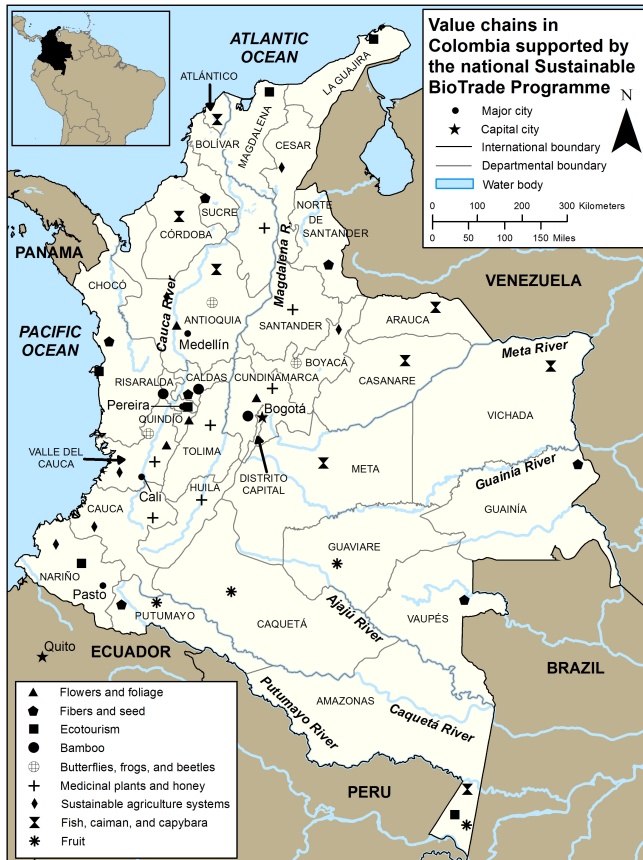 Value chains in
Colombia supported by
the national Sustainable
BioTrade Programme
N
Major city
Capital city
International boundary
Departmental boundary
Water body
0 100 200 300 Kilometers
0 50 100 150 Miles
ATLANTIC
OCEAN
LA GUAJIRA
ATLÁNTICO
MAGDALENA
BOLÍVAR
CESAR
SUCRE
NORTE
DE
SANTANDER
CÓRDOBA
PANAMA
Magdalena R.
VENEZUELA
CHOCÓ
Cauca River
ANTIOQUIA
SANTANDER
ARAUCA
PACIFIC
OCEAN
Medellín
Meta River
BOYACÁ
RISARALDA
CALDAS
CUNDINAMARCA
CASANARE
Pereira
Bogotá
VICHADA
QUINDÍO
VALLE DEL
CAUCA
TOLIMA
DISTRITO
CAPITAL
META
Guainía River
Cali
HUILA
CAUCA
GUAINÍA
GUAVIARE
NARIÑO
Pasto
PUTUMAYO
CAQUETÁ
Ajajú River
VAUPÉS
Quito
ECUADOR
BRAZIL
AMAZONAS
Putumayo River
Caquetá River
PERU
Flowers and foliage
Fibers and seed
Ecotourism
Bamboo
Butterflies, frogs, and beetles
Medicinal plants and honey
Sustainable agriculture systems
Fish, caiman, and capybara
Fruit